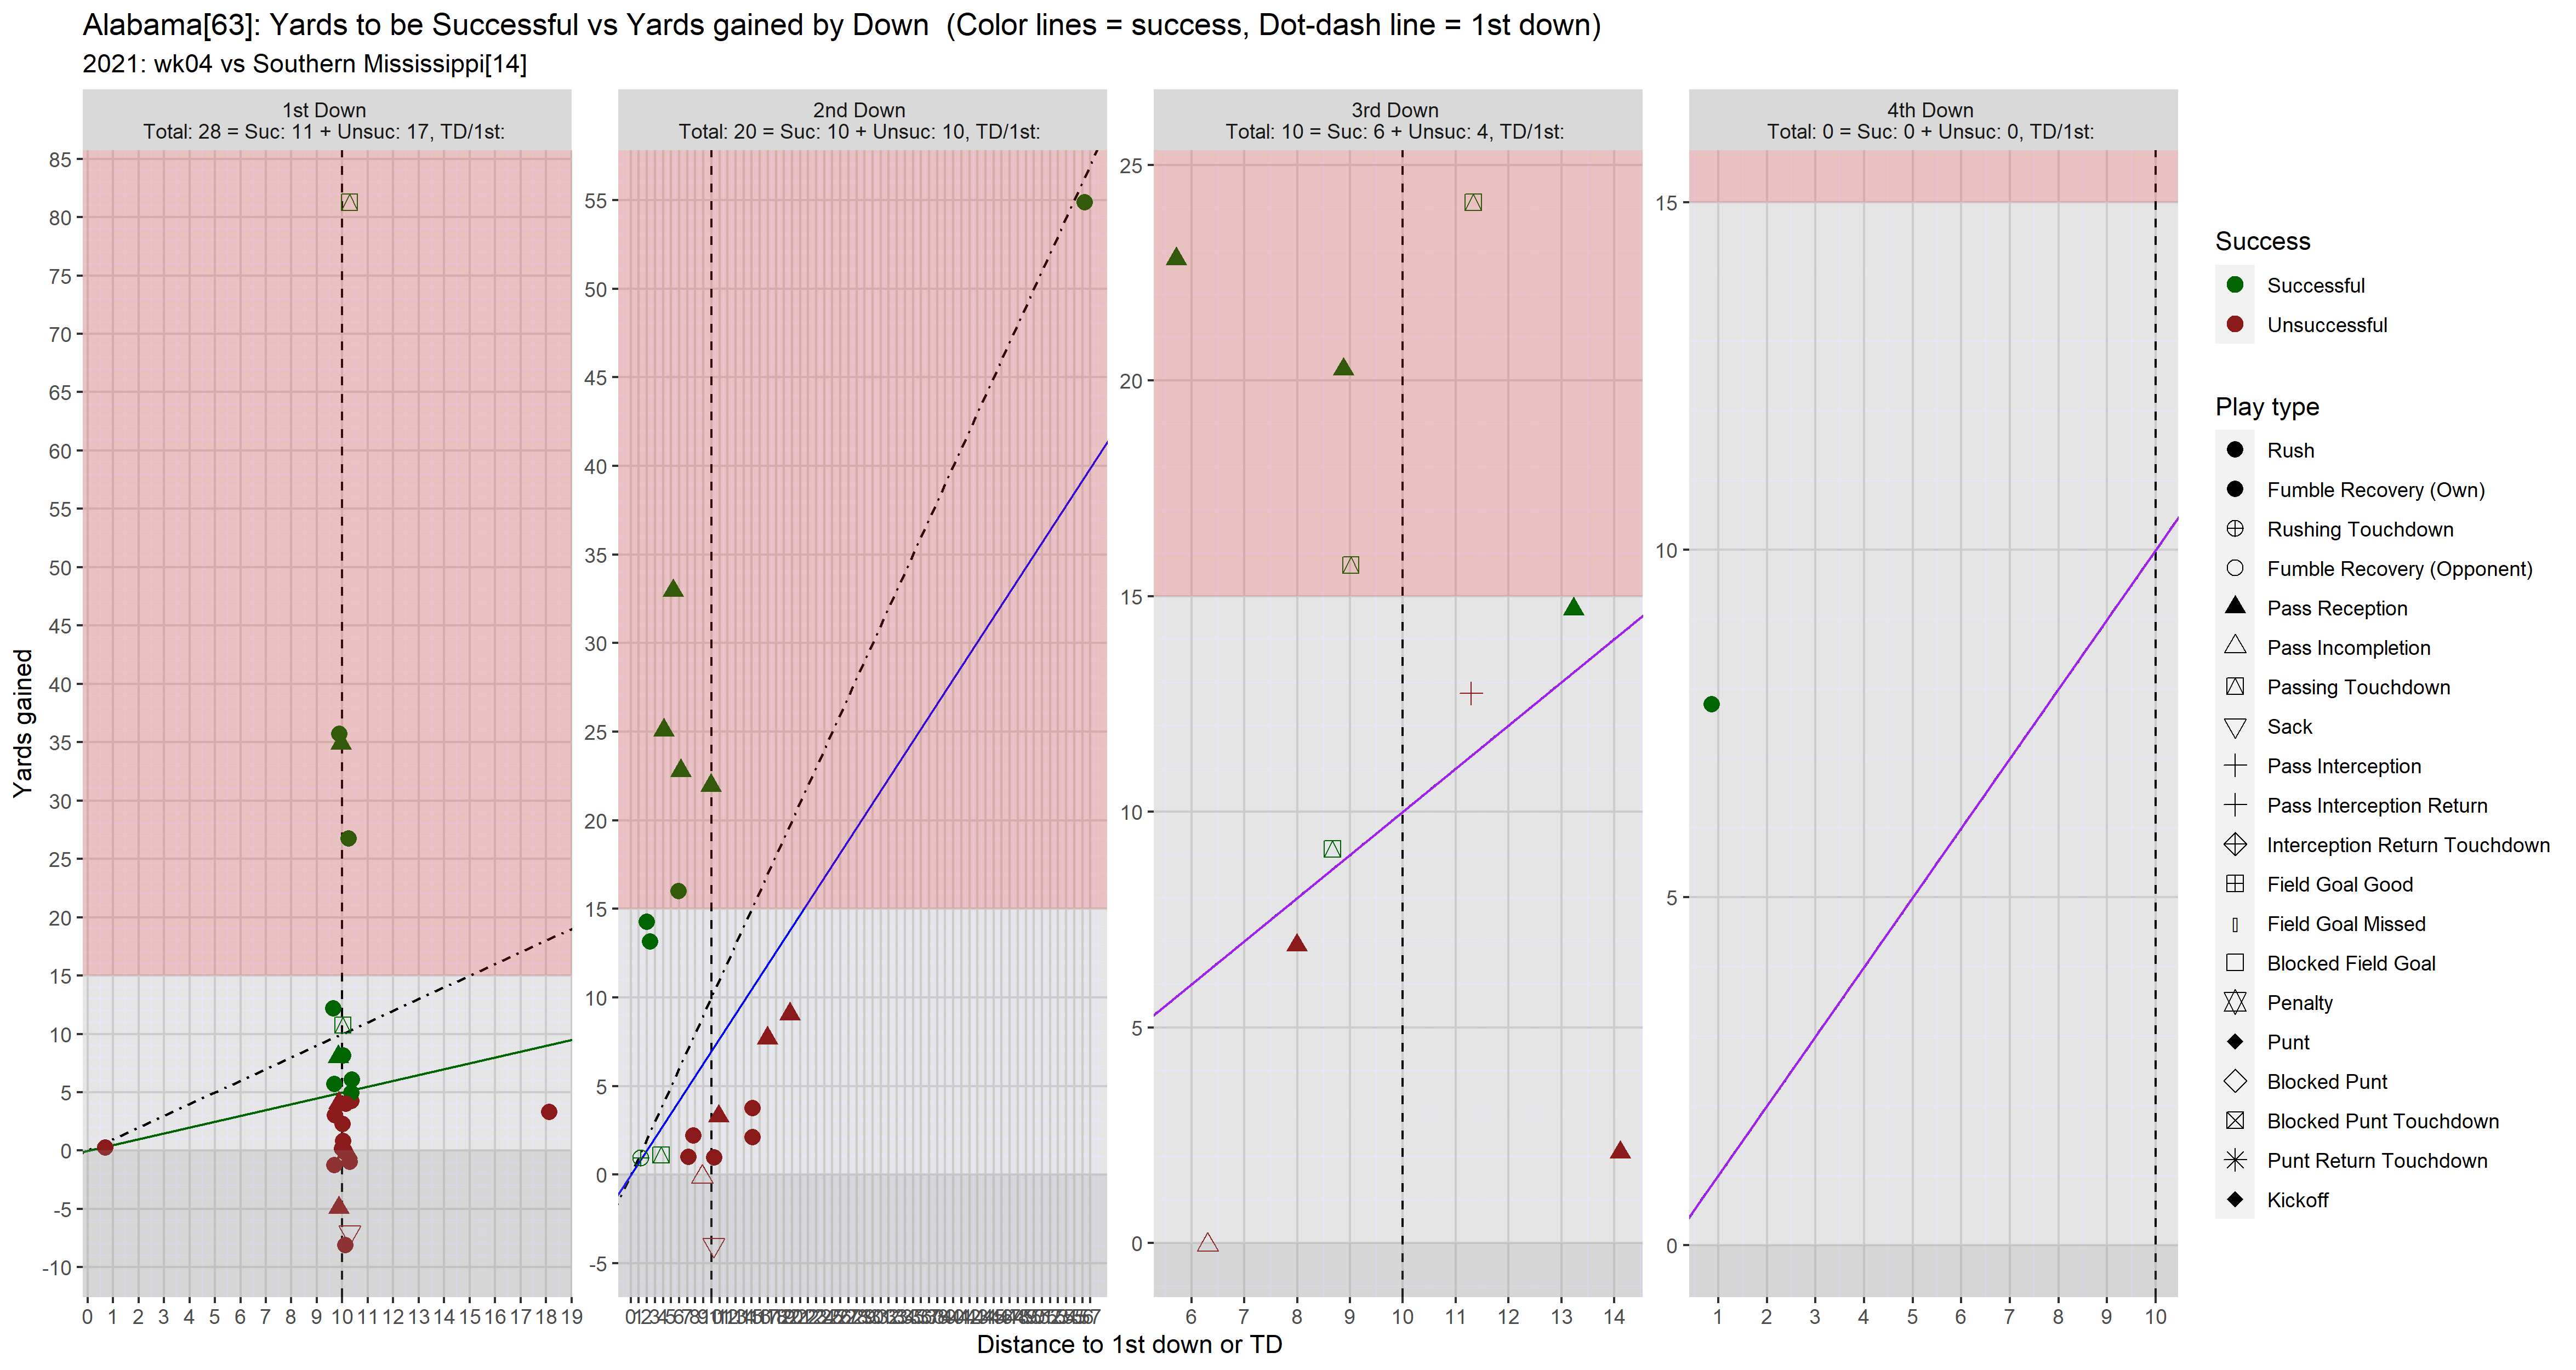 Alabama[63]: Yards to be Successful vs Yards gained by Down  (Color lines = success, Dot-dash line = 1st down)
2021: wk04 vs Southern Mississippi[14]
1st Down
Total: 28 = Suc: 11 + Unsuc: 17, TD/1st:
2nd Down
Total: 20 = Suc: 10 + Unsuc: 10, TD/1st:
3rd Down
Total: 10 = Suc: 6 + Unsuc: 4, TD/1st:
4th Down
Total: 0 = Suc: 0 + Unsuc: 0, TD/1st:
Yards gained
85
80
75
70
65
60
55
50
45
40
35
30
25
20
15
10
5
0
-5
-10
0 1 2 3 4 5 6 7 8 9 10 11 12 13 14 15 16 17 18 19
55
50
45
40
35
30
25
20
15
10
5
0
-5
25
20
15
10
5
0
6 7 8 9 10 11 12 13 14
15
10
5
0
1 2 3 4 5 6 7 8 9 10
Distance to 1st down or TD
Success
Successful
Unsuccessful
Play type
Rush
Fumble Recovery (Own)
Rushing Touchdown
Fumble Recovery (Opponent)
Pass Reception
Pass Incompletion
Passing Touchdown
Sack
Pass Interception
Pass Interception Return
Interception Return Touchdown
Field Goal Good
Field Goal Missed
Blocked Field Goal
Penalty
Punt
Blocked Punt
Blocked Punt Touchdown
Punt Return Touchdown
Kickoff